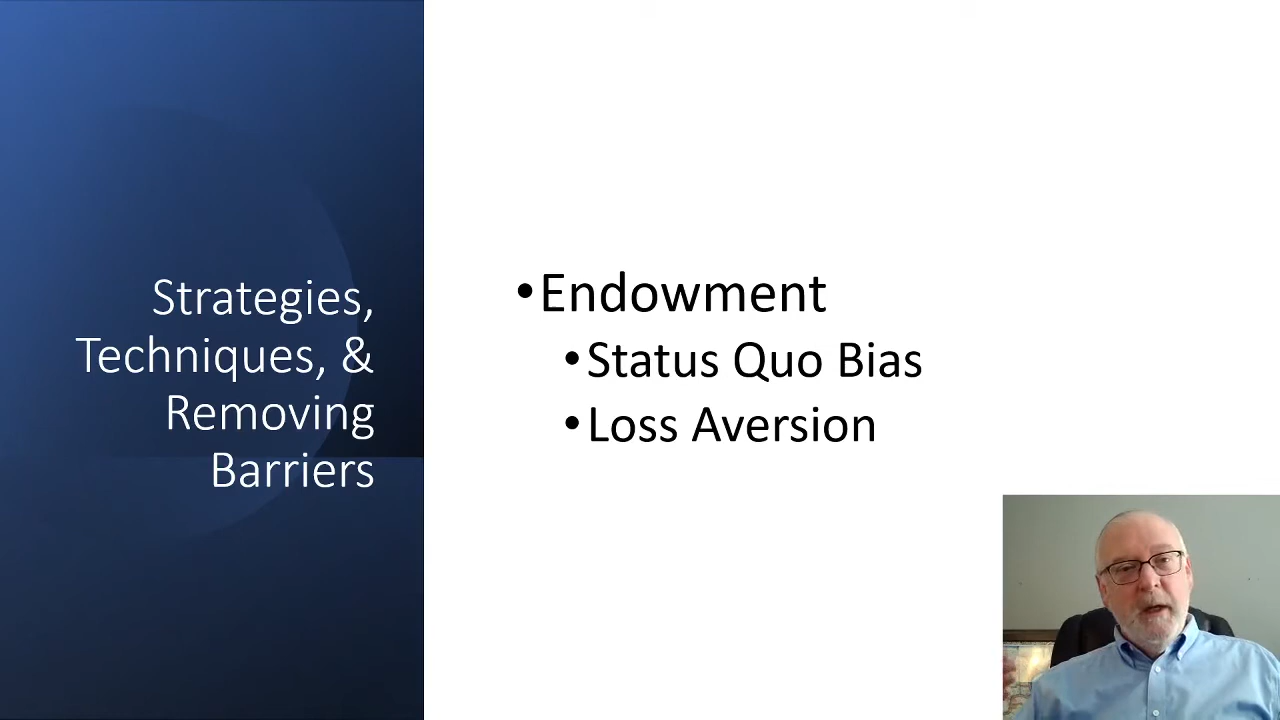 Strategies,
Techniques, &
Removing
Barriers
•Endowment
•Status Quo Bias
•Loss Aversion